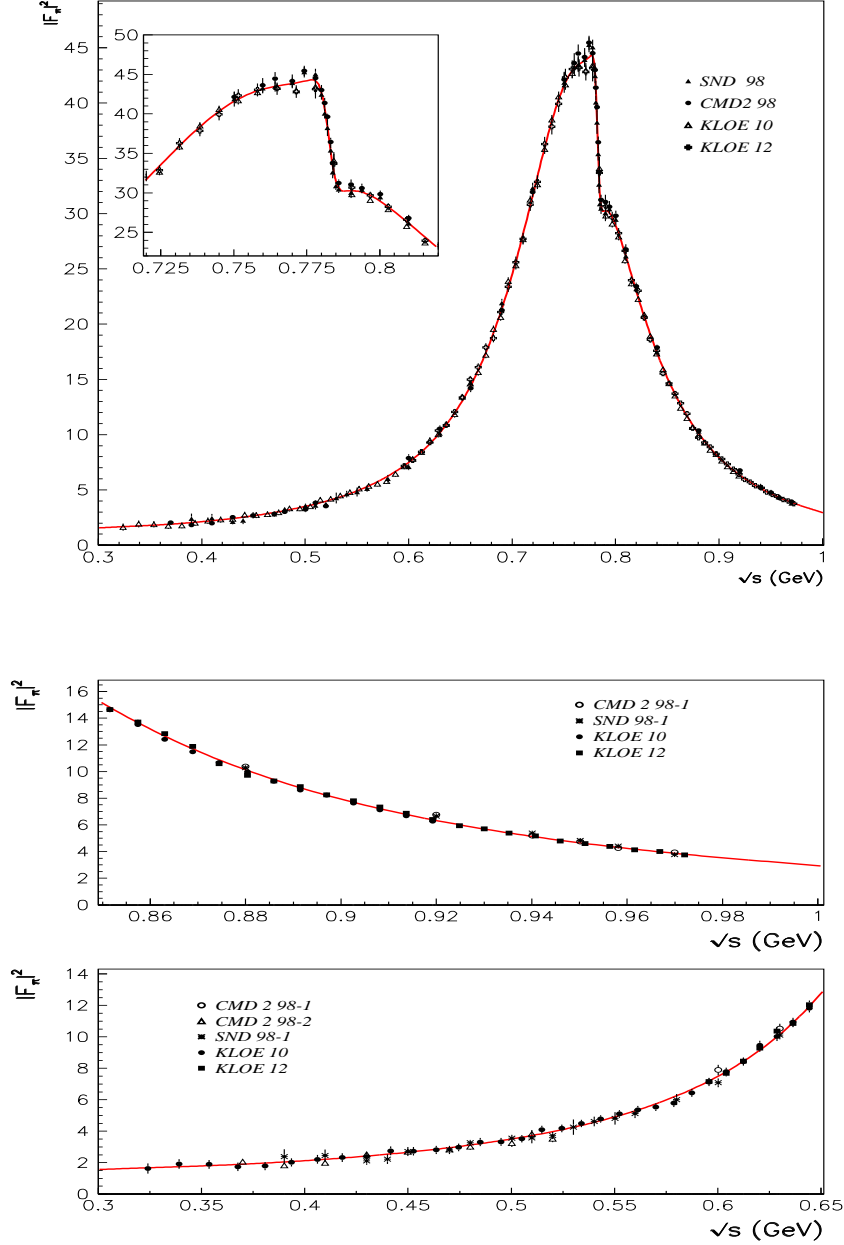 |Fπ|²
45
40
35
30
25
20
15
10
5
0
0.3 0.4 0.5 0.6 0.7 0.8 0.9 1
√s (GeV)
50
45
40
35
30
25
0.725 0.75 0.775 0.8
SND 98
CMD2 98
KLOE 10
KLOE 12
|Fπ|²
16
14
12
10
8
6
4
2
0
0.86 0.88 0.9 0.92 0.94 0.96 0.98 1
√s (GeV)
CMD 2 98-1
SND 98-1
KLOE 10
KLOE 12
|Fπ|²
14
12
10
8
6
4
2
0
0.3 0.35 0.4 0.45 0.5 0.55 0.6 0.65
√s (GeV)
CMD 2 98-1
CMD 2 98-2
SND 98-1
KLOE 10
KLOE 12